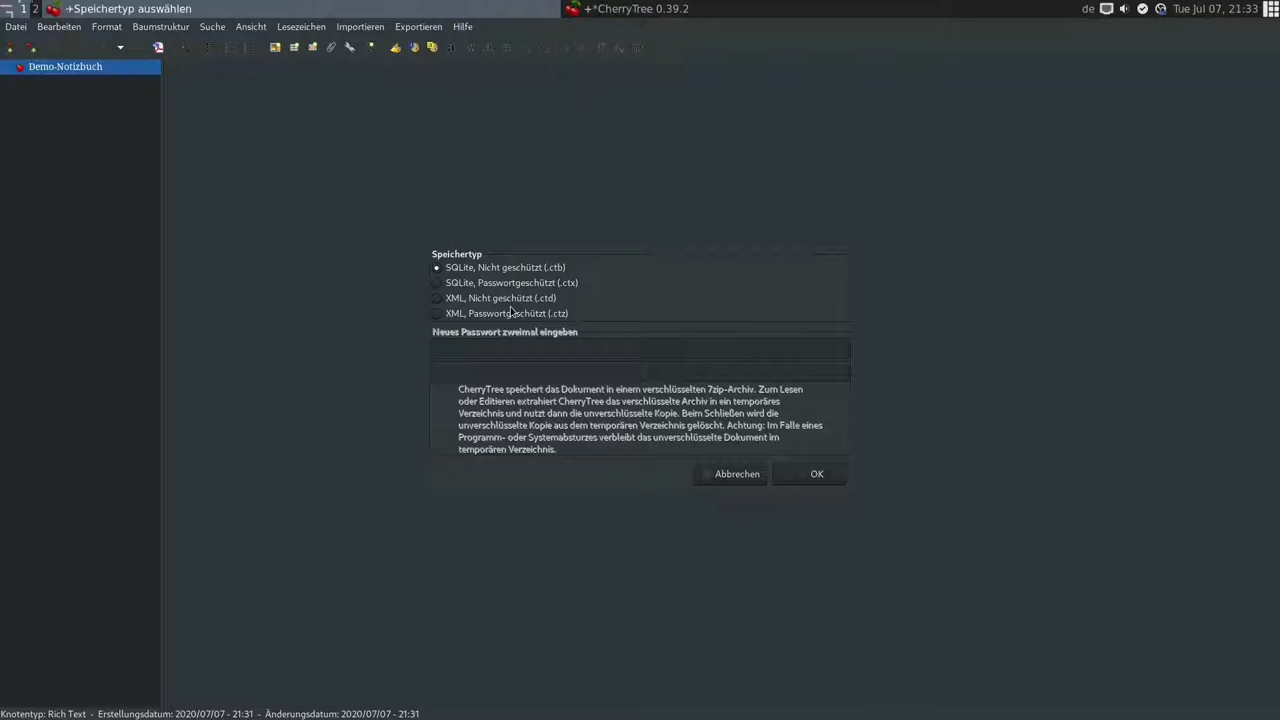 1 2 +Speichertyp auswählen +*CherryTree 0.39.2 de Tue Jul 07, 21:33
Datei Bearbeiten Format Baumstruktur Suche Ansicht Lesezeichen Importieren Exportieren Hilfe
Demo-Notizbuch
Speichertyp
SQLite, Nicht geschützt (.ctb)
SQLite, Passwortgeschützt (.ctx)
XML, Nicht geschützt (.ctd)
XML, Passwortgeschützt (.ctz)
Neues Passwort zweimal eingeben
CherryTree speichert das Dokument in einem verschlüsselten 7zip-Archiv. Zum Lesen
oder Editieren extrahiert CherryTree das verschlüsselte Archiv in ein temporäres
Verzeichnis und nutzt dann die unverschlüsselte Kopie. Beim Schließen wird die
unverschlüsselte Kopie aus dem temporären Verzeichnis gelöscht. Achtung: Im Falle eines
Programm- oder Systemabsturzes verbleibt das unverschlüsselte Dokument im
temporären Verzeichnis.
Abbrechen OK
Knotentyp: Rich Text - Erstellungsdatum: 2020/07/07 - 21:31 - Änderungsdatum: 2020/07/07 - 21:31